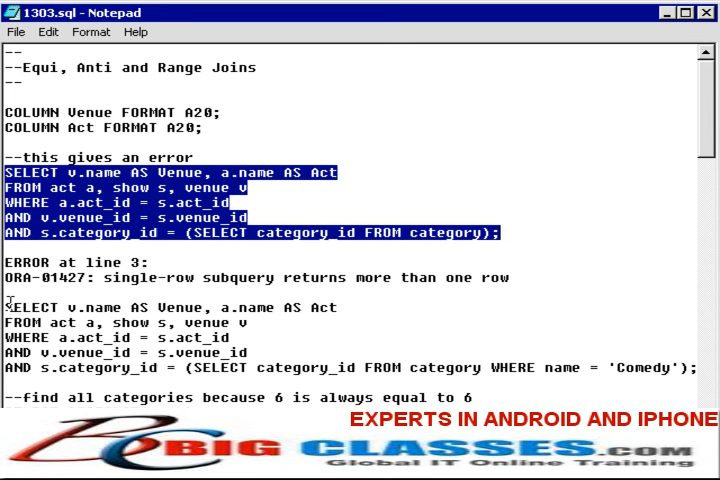 1303.sql - Notepad
File Edit Format Help
--
--Equi, Anti and Range Joins
--
COLUMN Venue FORMAT A20;
COLUMN Act FORMAT A20;
--this gives an error
SELECT v.name AS Venue, a.name AS Act
FROM act a, show s, venue v
WHERE a.act_id = s.act_id
AND v.venue_id = s.venue_id
AND s.category_id = (SELECT category_id FROM category);
ERROR at line 3:
ORA-01427: single-row subquery returns more than one row
SELECT v.name AS Venue, a.name AS Act
FROM act a, show s, venue v
WHERE a.act_id = s.act_id
AND v.venue_id = s.venue_id
AND s.category_id = (SELECT category_id FROM category WHERE name = 'Comedy');
--find all categories because 6 is always equal to 6
EXPERTS IN ANDROID AND IPHONE
BC BIG CLASSES.COM
Global IT Online Training